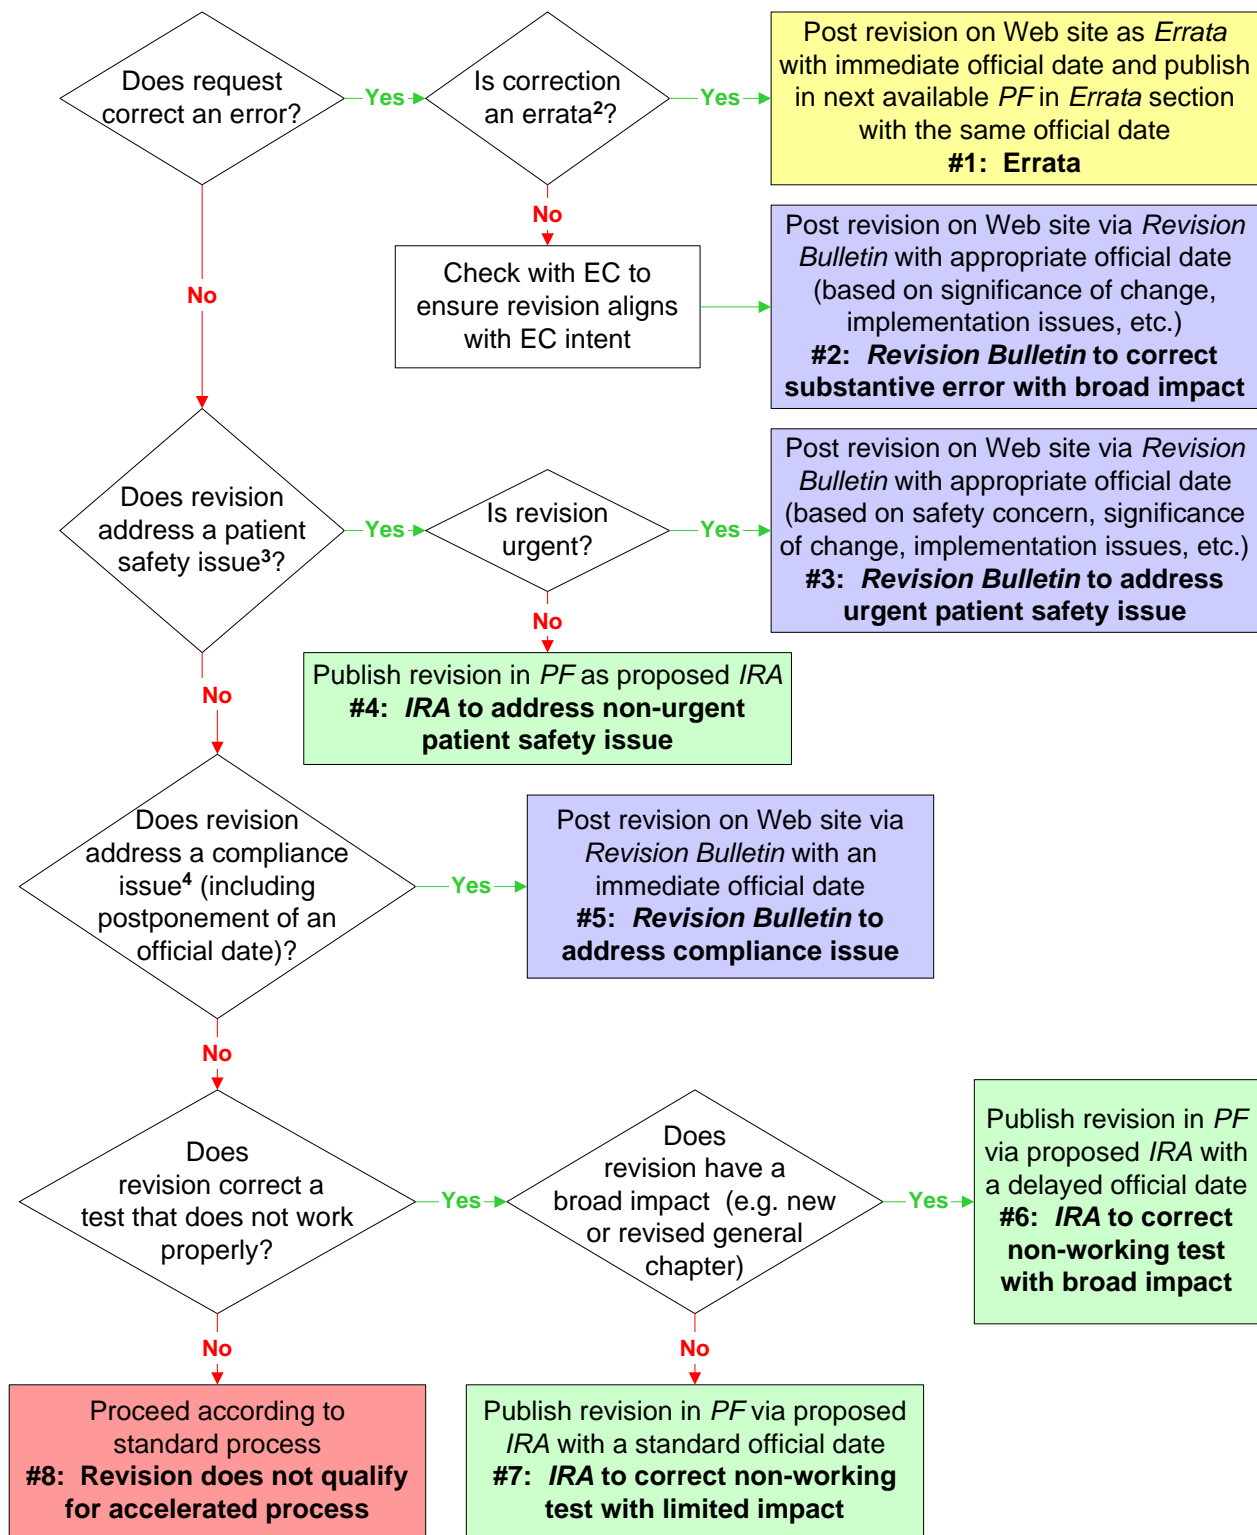 Does request
correct an error?
Yes
Is correction
an errata²?
Yes
Post revision on Web site as Errata
with immediate official date and publish
in next available PF in Errata section
with the same official date
#1: Errata
No
No
Check with EC to
ensure revision aligns
with EC intent
Post revision on Web site via Revision
Bulletin with appropriate official date
(based on significance of change,
implementation issues, etc.)
#2: Revision Bulletin to correct
substantive error with broad impact
Does revision
address a patient
safety issue³?
Yes
Is revision
urgent?
Yes
Post revision on Web site via Revision
Bulletin with appropriate official date
(based on safety concern, significance
of change, implementation issues, etc.)
#3: Revision Bulletin to address
urgent patient safety issue
No
No
Publish revision in PF as proposed IRA
#4: IRA to address non-urgent
patient safety issue
Does revision
address a compliance
issue⁴ (including
postponement of an
official date)?
Yes
Post revision on Web site via
Revision Bulletin with an
immediate official date
#5: Revision Bulletin to
address compliance issue
No
Does
revision correct a
test that does not work
properly?
Yes
Does
revision have a
broad impact (e.g. new
or revised general
chapter)
Yes
Publish revision in PF
via proposed IRA with
a delayed official date
#6: IRA to correct
non-working test
with broad impact
No
No
Proceed according to
standard process
#8: Revision does not qualify
for accelerated process
Publish revision in PF via proposed
IRA with a standard official date
#7: IRA to correct non-working
test with limited impact